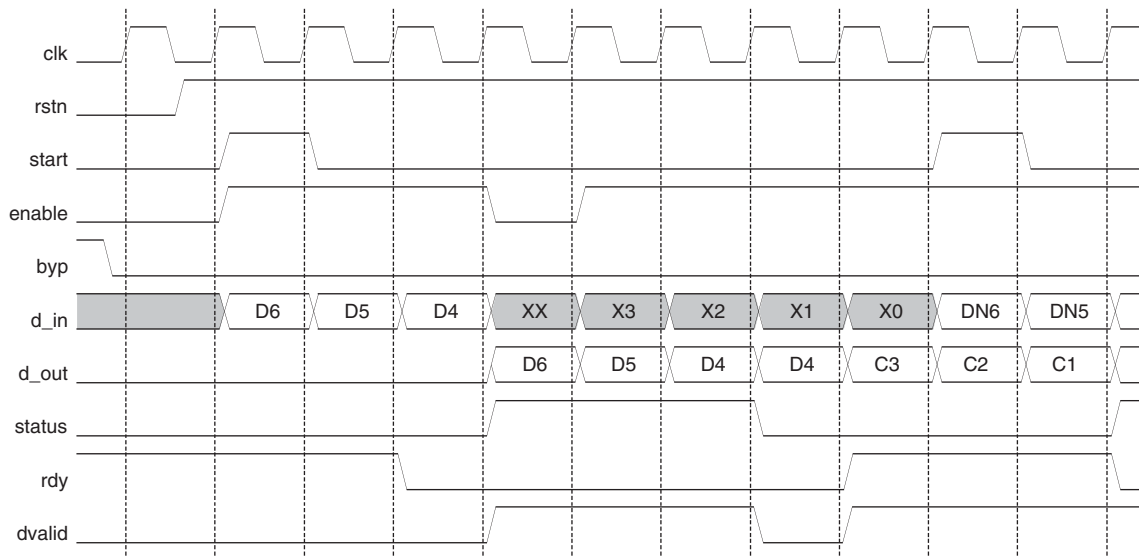 clk
rstn
start
enable
byp
d_in D6 D5 D4 XX X3 X2 X1 X0 DN6 DN5
d_out D6 D5 D4 D4 C3 C2 C1
status
rdy
dvalid